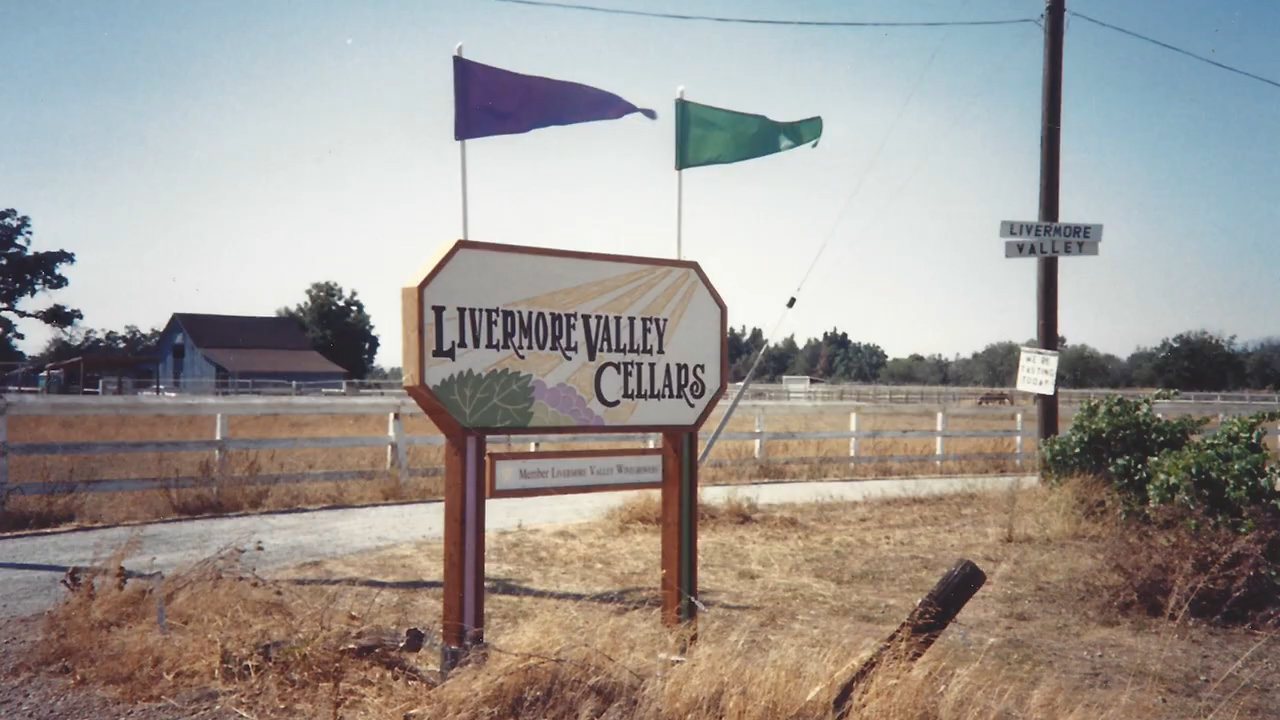 LIVERMORE VALLEY
CELLARS
Member LIVERMORE VALLEY WINEGROWERS
LIVERMORE
VALLEY
WE'RE
TASTING
TODAY!